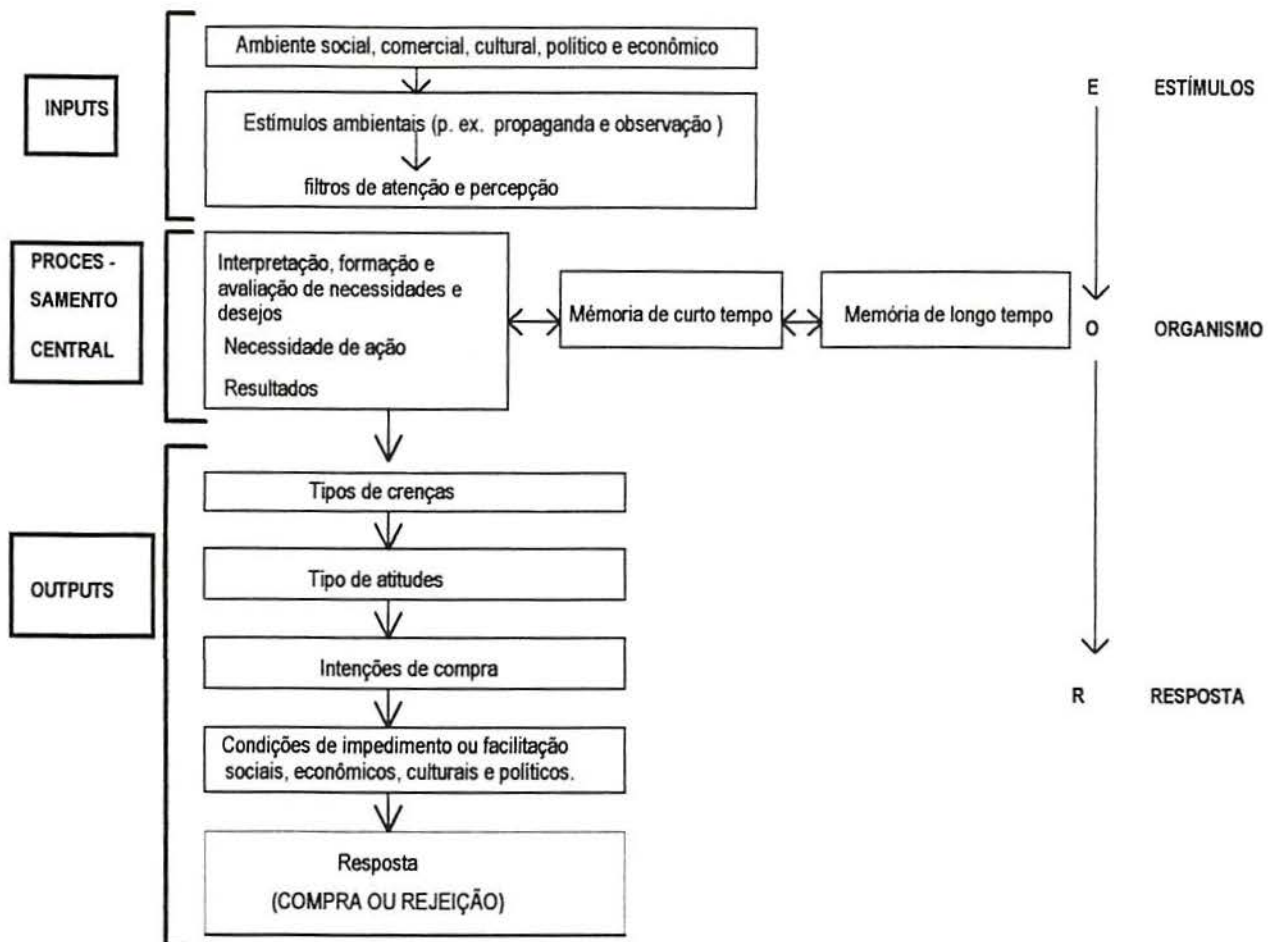 Ambiente social, comercial, cultural, político e econômico
INPUTS
Estímulos ambientais (p. ex. propaganda e observação )
filtros de atenção e percepção
E ESTÍMULOS
PROCES -
SAMENTO
CENTRAL
Interpretação, formação e
avaliação de necessidades e
desejos
Necessidade de ação
Resultados
Mémoria de curto tempo
Memória de longo tempo
O ORGANISMO
OUTPUTS
Tipos de crenças
Tipo de atitudes
Intenções de compra
Condições de impedimento ou facilitação
sociais, econômicos, culturais e políticos.
Resposta
(COMPRA OU REJEIÇÃO)
R RESPOSTA